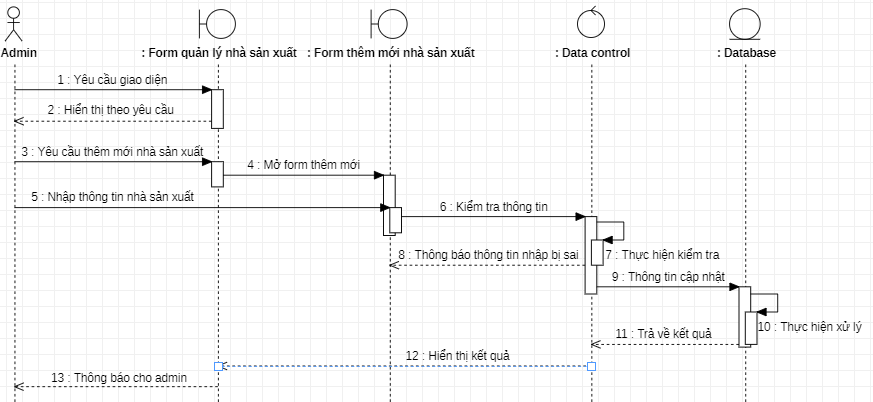 Admin
: Form quản lý nhà sản xuất
: Form thêm mới nhà sản xuất
: Data control
: Database
1 : Yêu cầu giao diện
2 : Hiển thị theo yêu cầu
3 : Yêu cầu thêm mới nhà sản xuất
4 : Mở form thêm mới
5 : Nhập thông tin nhà sản xuất
6 : Kiểm tra thông tin
7 : Thực hiện kiểm tra
8 : Thông báo thông tin nhập bị sai
9 : Thông tin cập nhật
10 : Thực hiện xử lý
11 : Trả về kết quả
12 : Hiển thị kết quả
13 : Thông báo cho admin